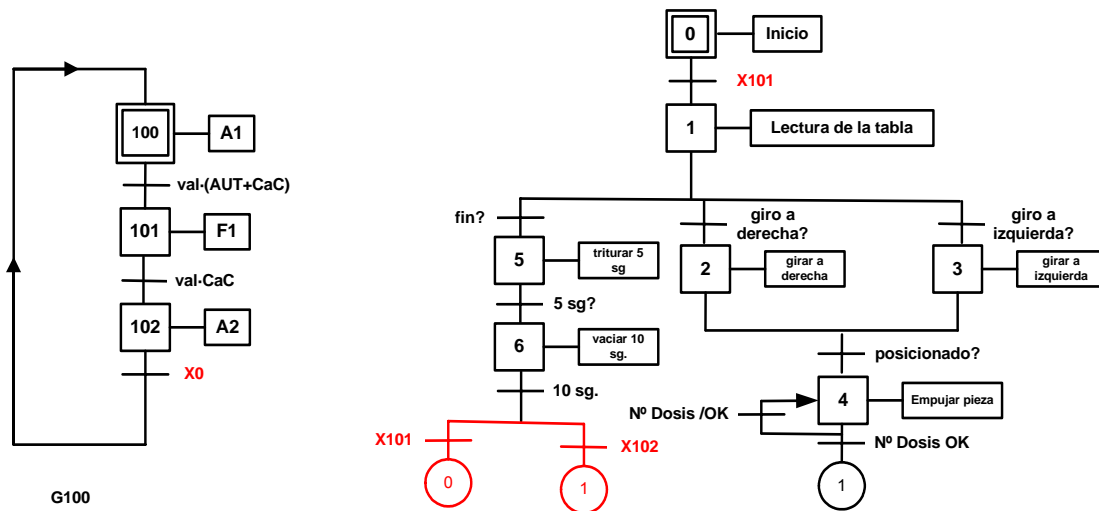 100
A1
val·(AUT+CaC)
101
F1
val·CaC
102
A2
X0
G100
0
Inicio
X101
1
Lectura de la tabla
fin?
giro a
derecha?
giro a
izquierda?
5
triturar 5
sg
2
girar a
derecha
3
girar a
izquierda
5 sg?
6
vaciar 10
sg.
10 sg.
posicionado?
4
Empujar pieza
Nº Dosis /OK
Nº Dosis OK
X101
X102
0
1
1